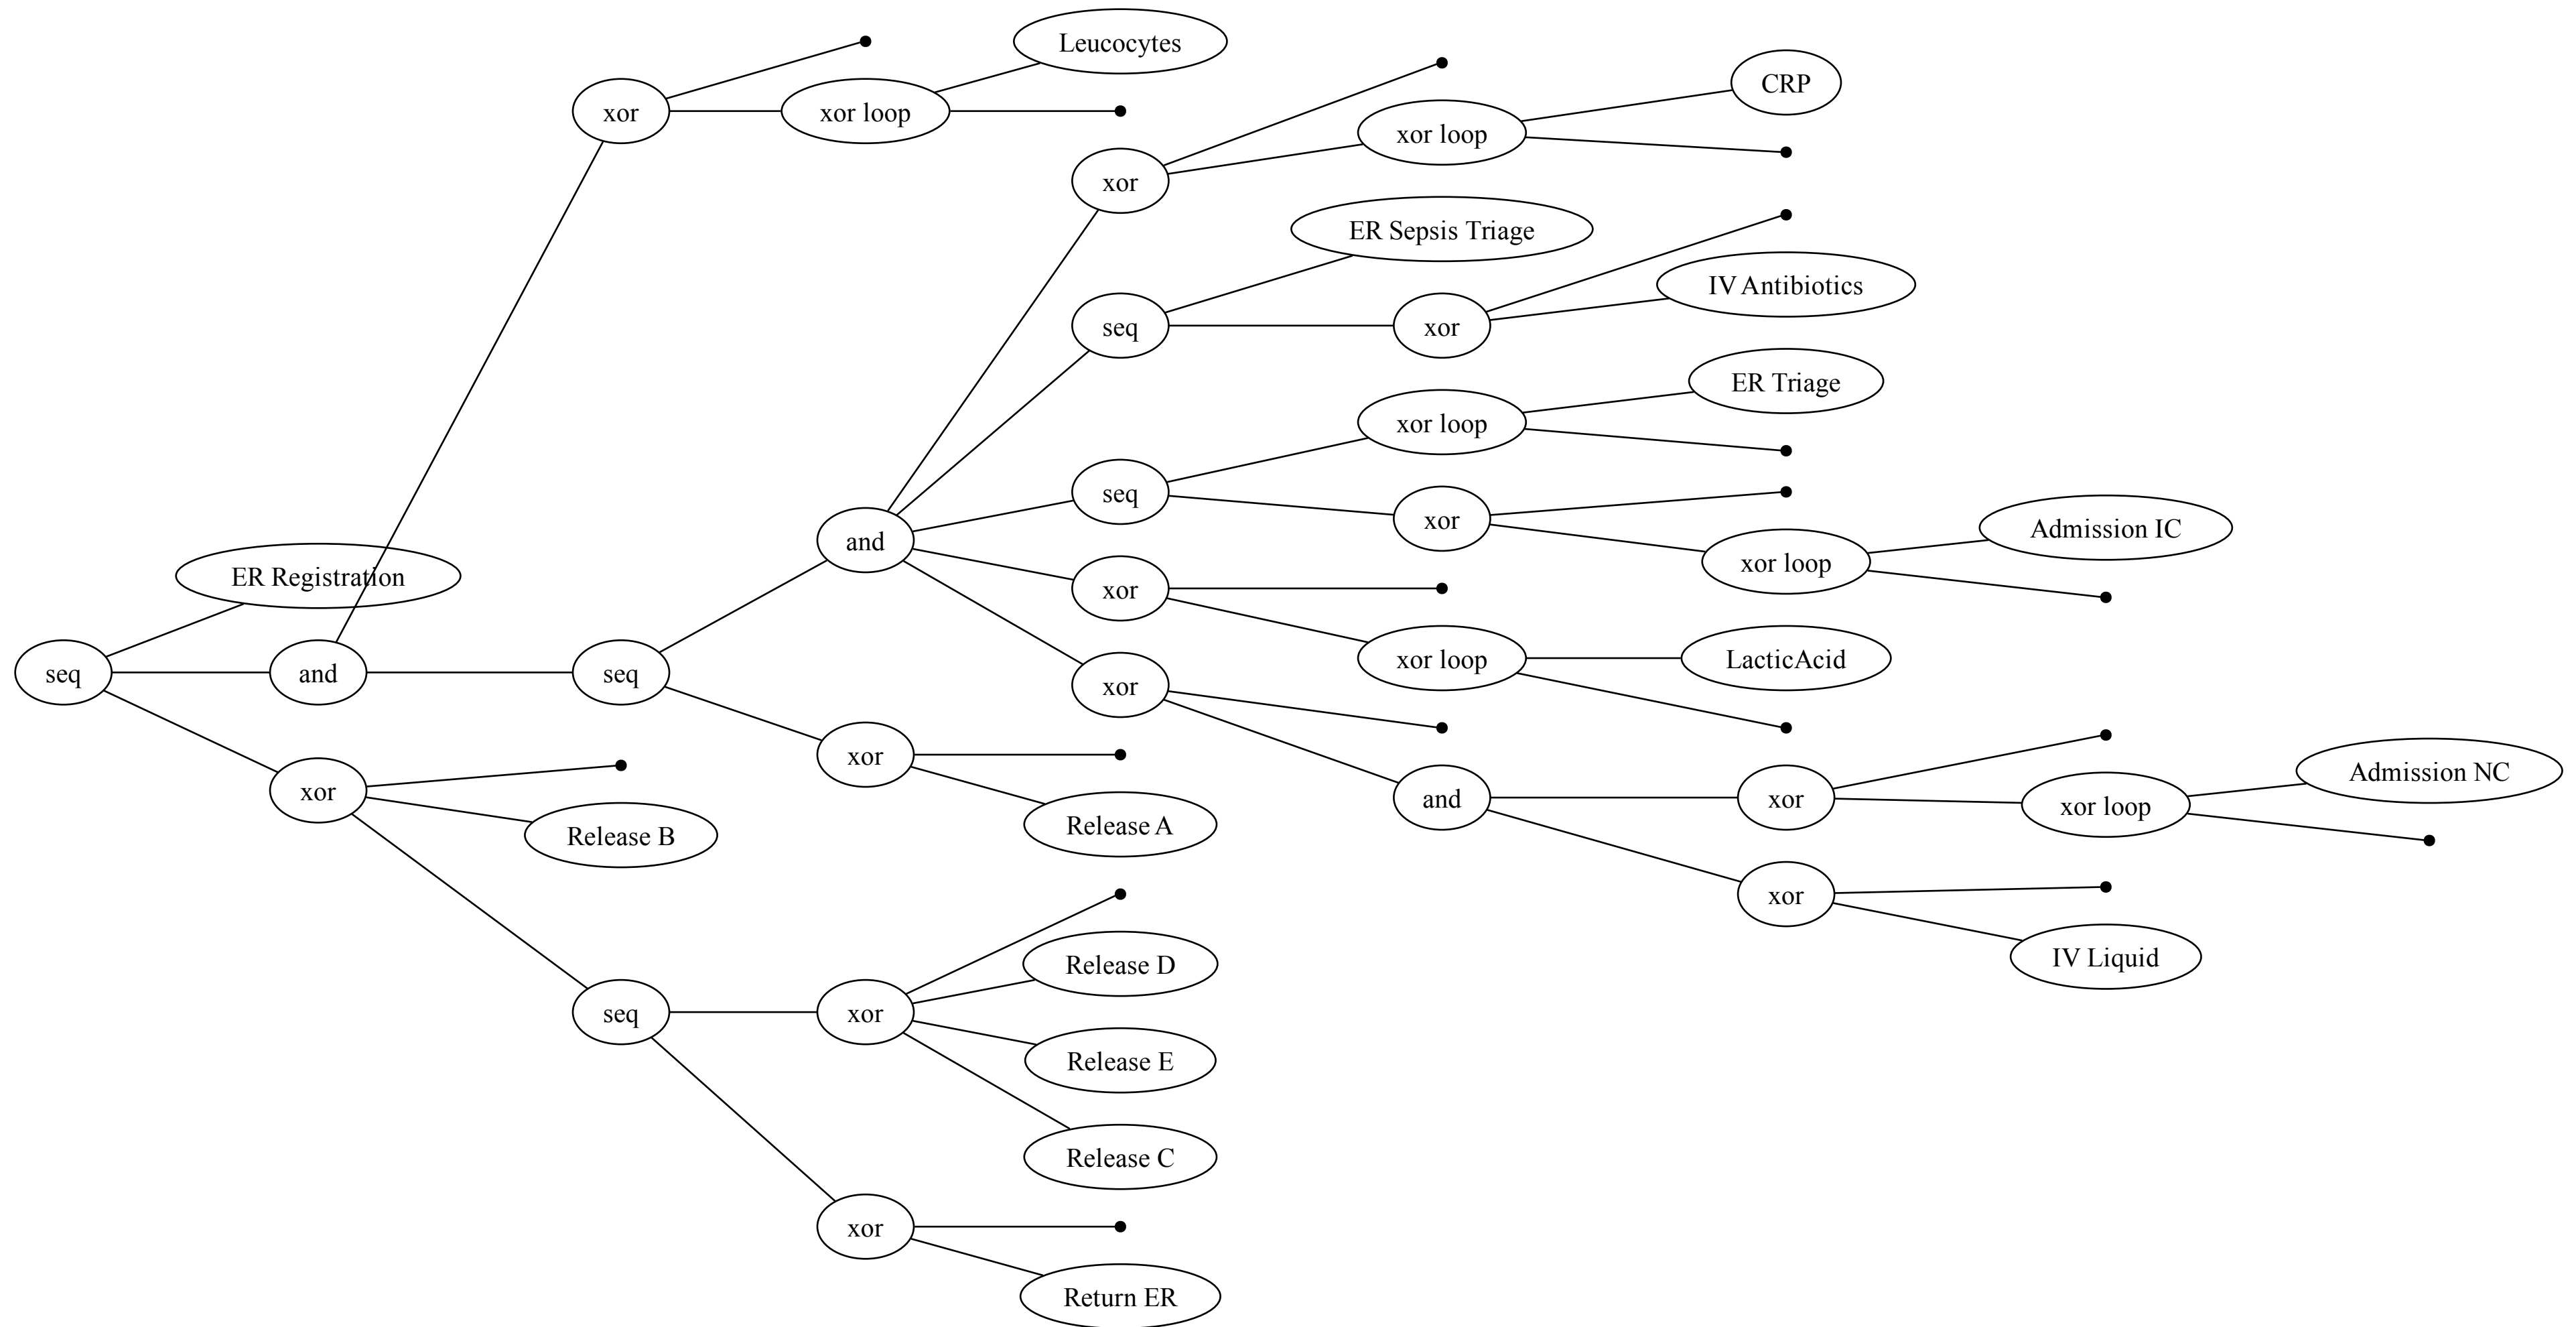 Leucocytes
xor
xor loop
CRP
xor loop
xor
ER Sepsis Triage
IV Antibiotics
seq
xor
ER Triage
xor loop
seq
xor
Admission IC
and
xor loop
ER Registration
xor
xor loop
LacticAcid
seq
and
seq
xor
xor
Admission NC
xor
and
xor
xor loop
Release B
Release A
xor
IV Liquid
Release D
seq
xor
Release E
Release C
xor
Return ER